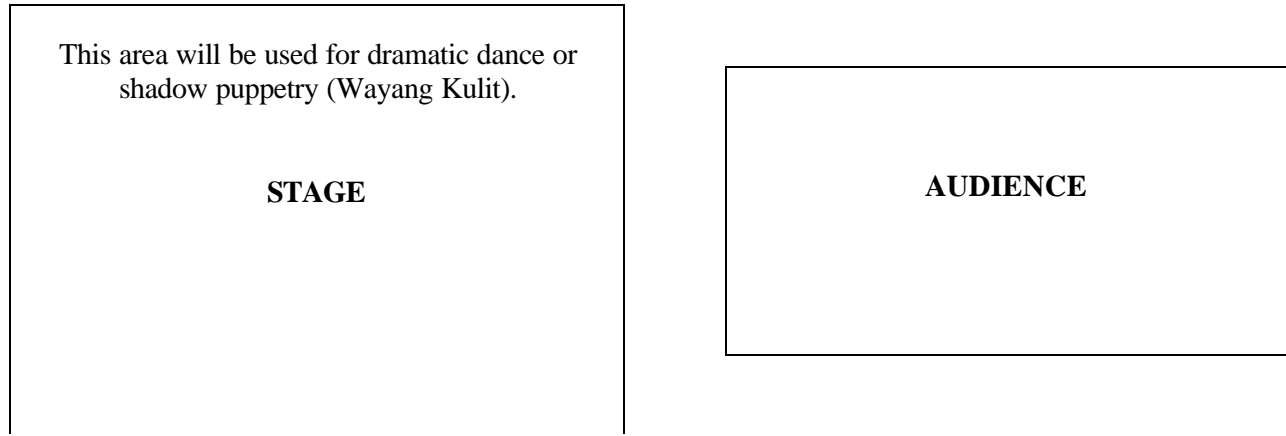 This area will be used for dramatic dance or
shadow puppetry (Wayang Kulit).
STAGE
AUDIENCE